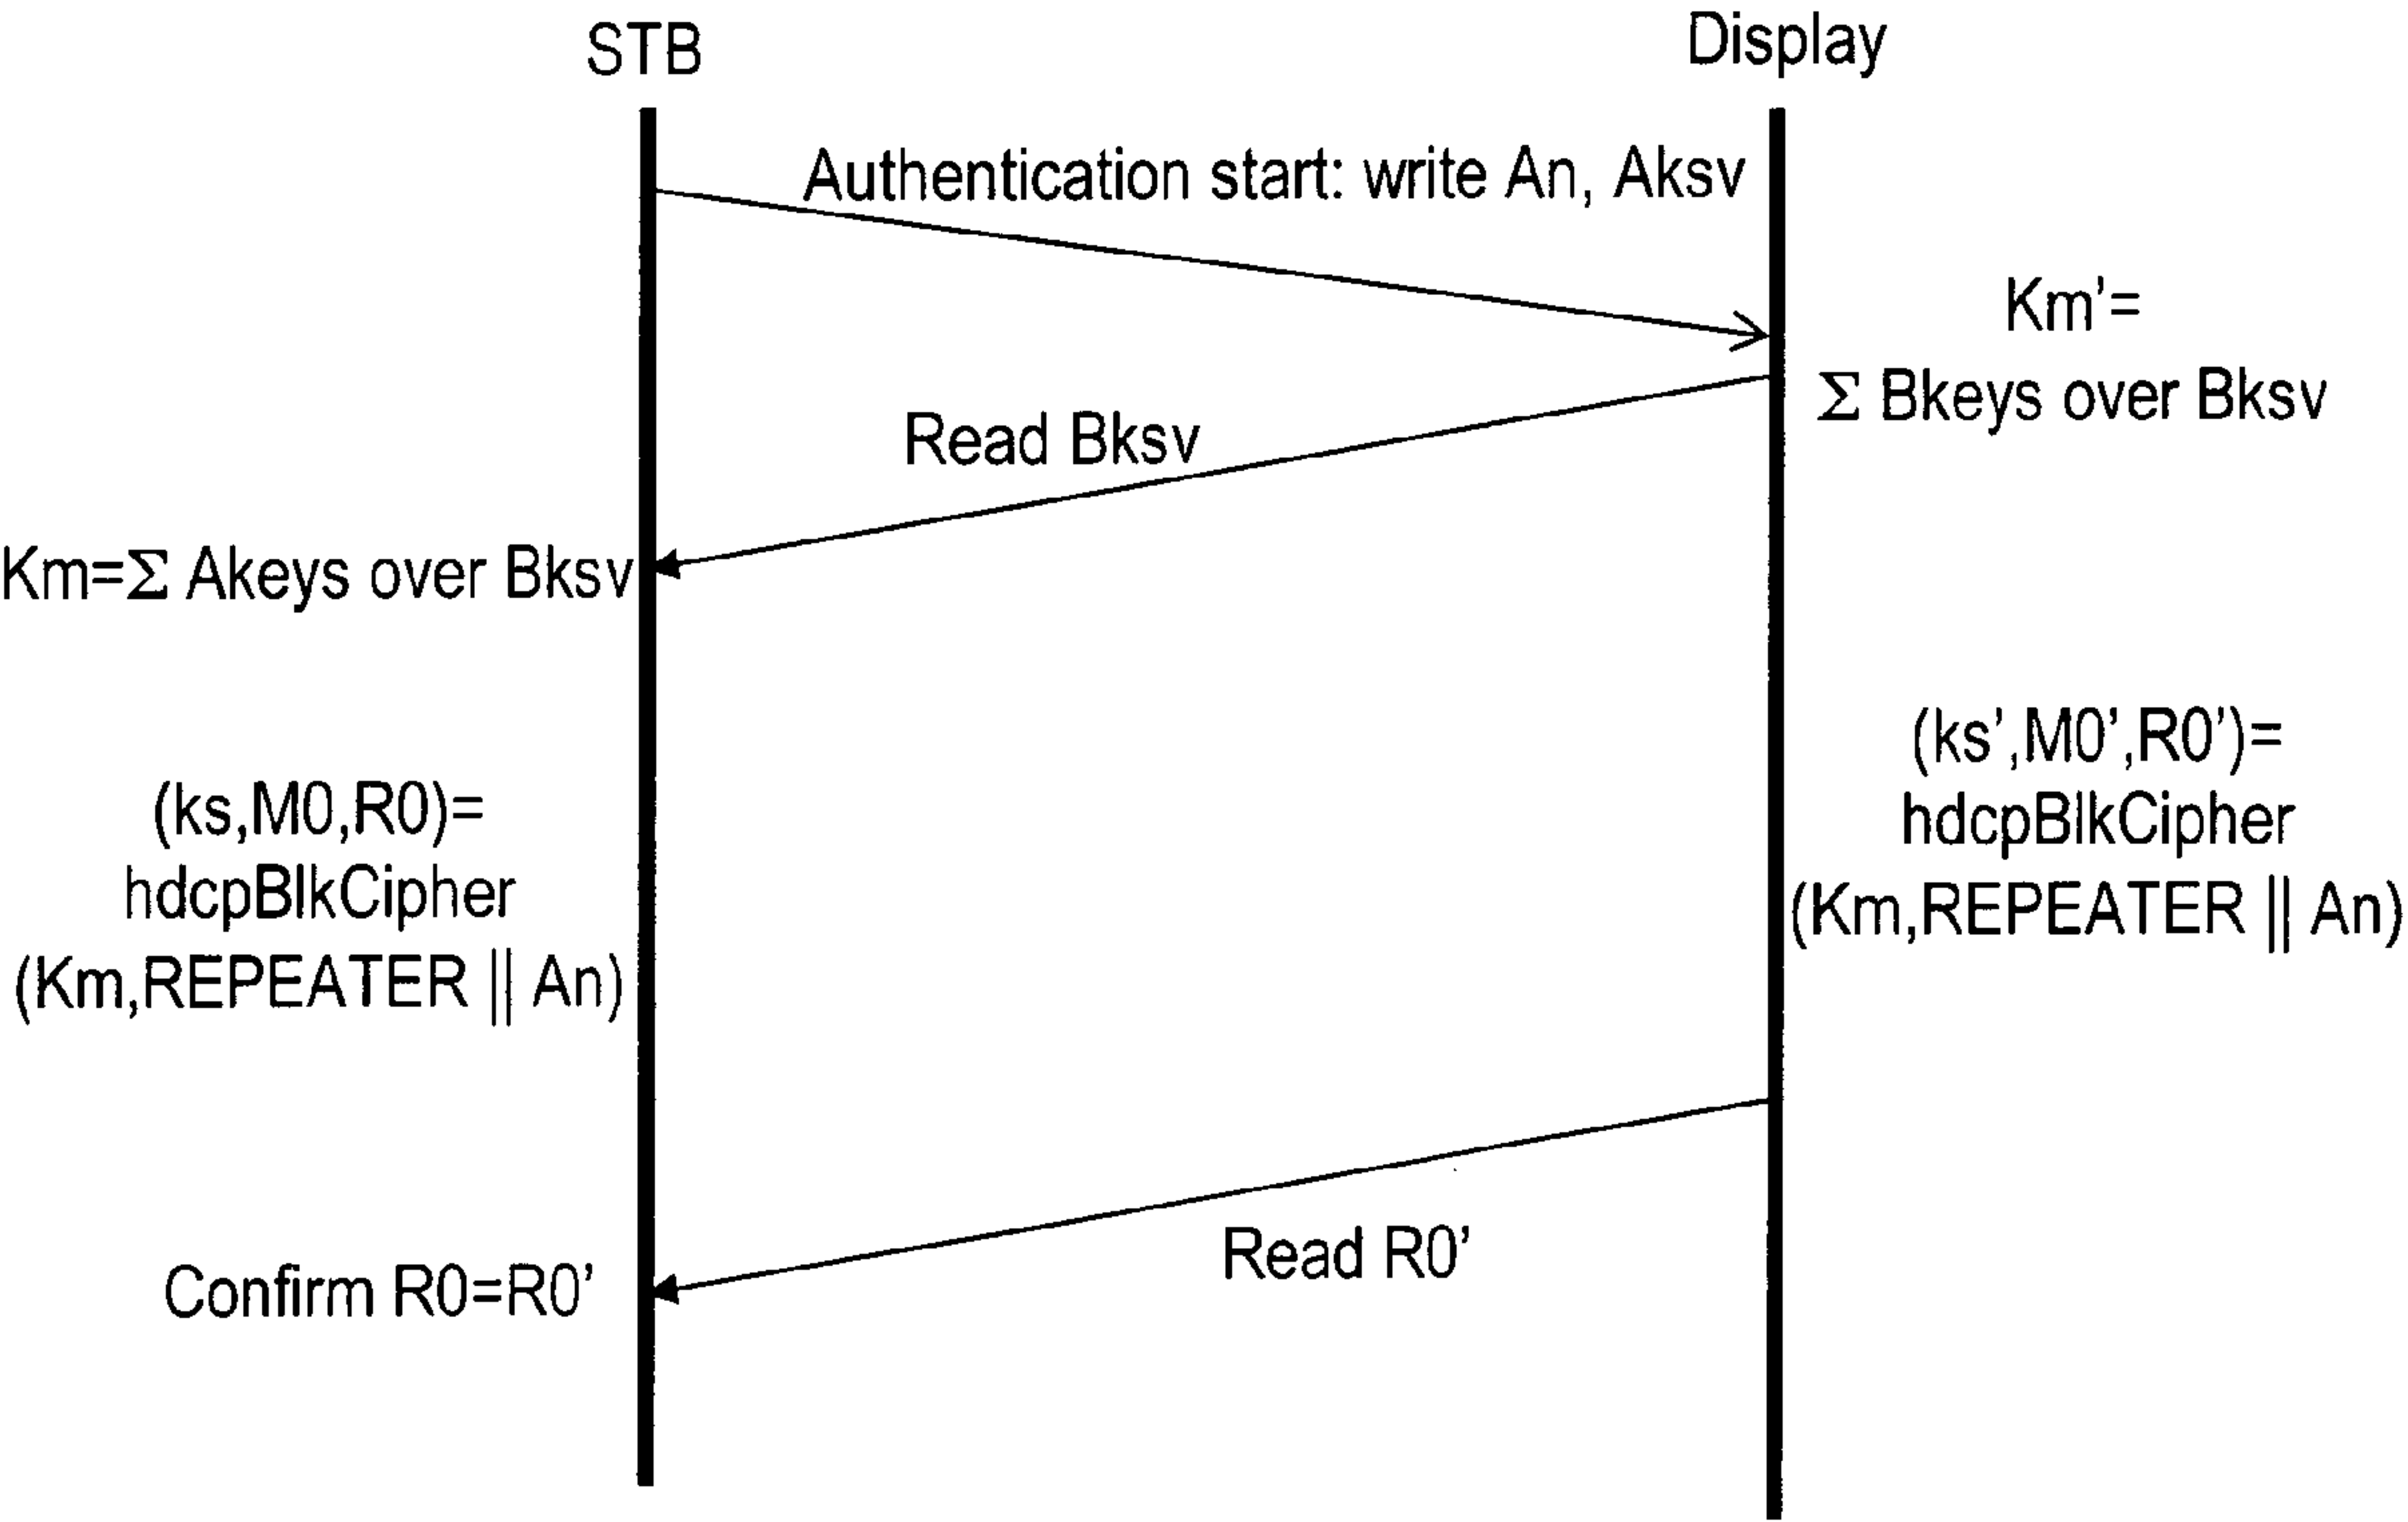 STB
Display
Authentication start: write An, Aksv
Km’=
Σ Bkeys over Bksv
Read Bksv
Km=Σ Akeys over Bksv
(ks’,M0’,R0’)=
hdcpBlkCipher
(Km,REPEATER || An)
(ks,M0,R0)=
hdcpBlkCipher
(Km,REPEATER || An)
Read R0’
Confirm R0=R0’